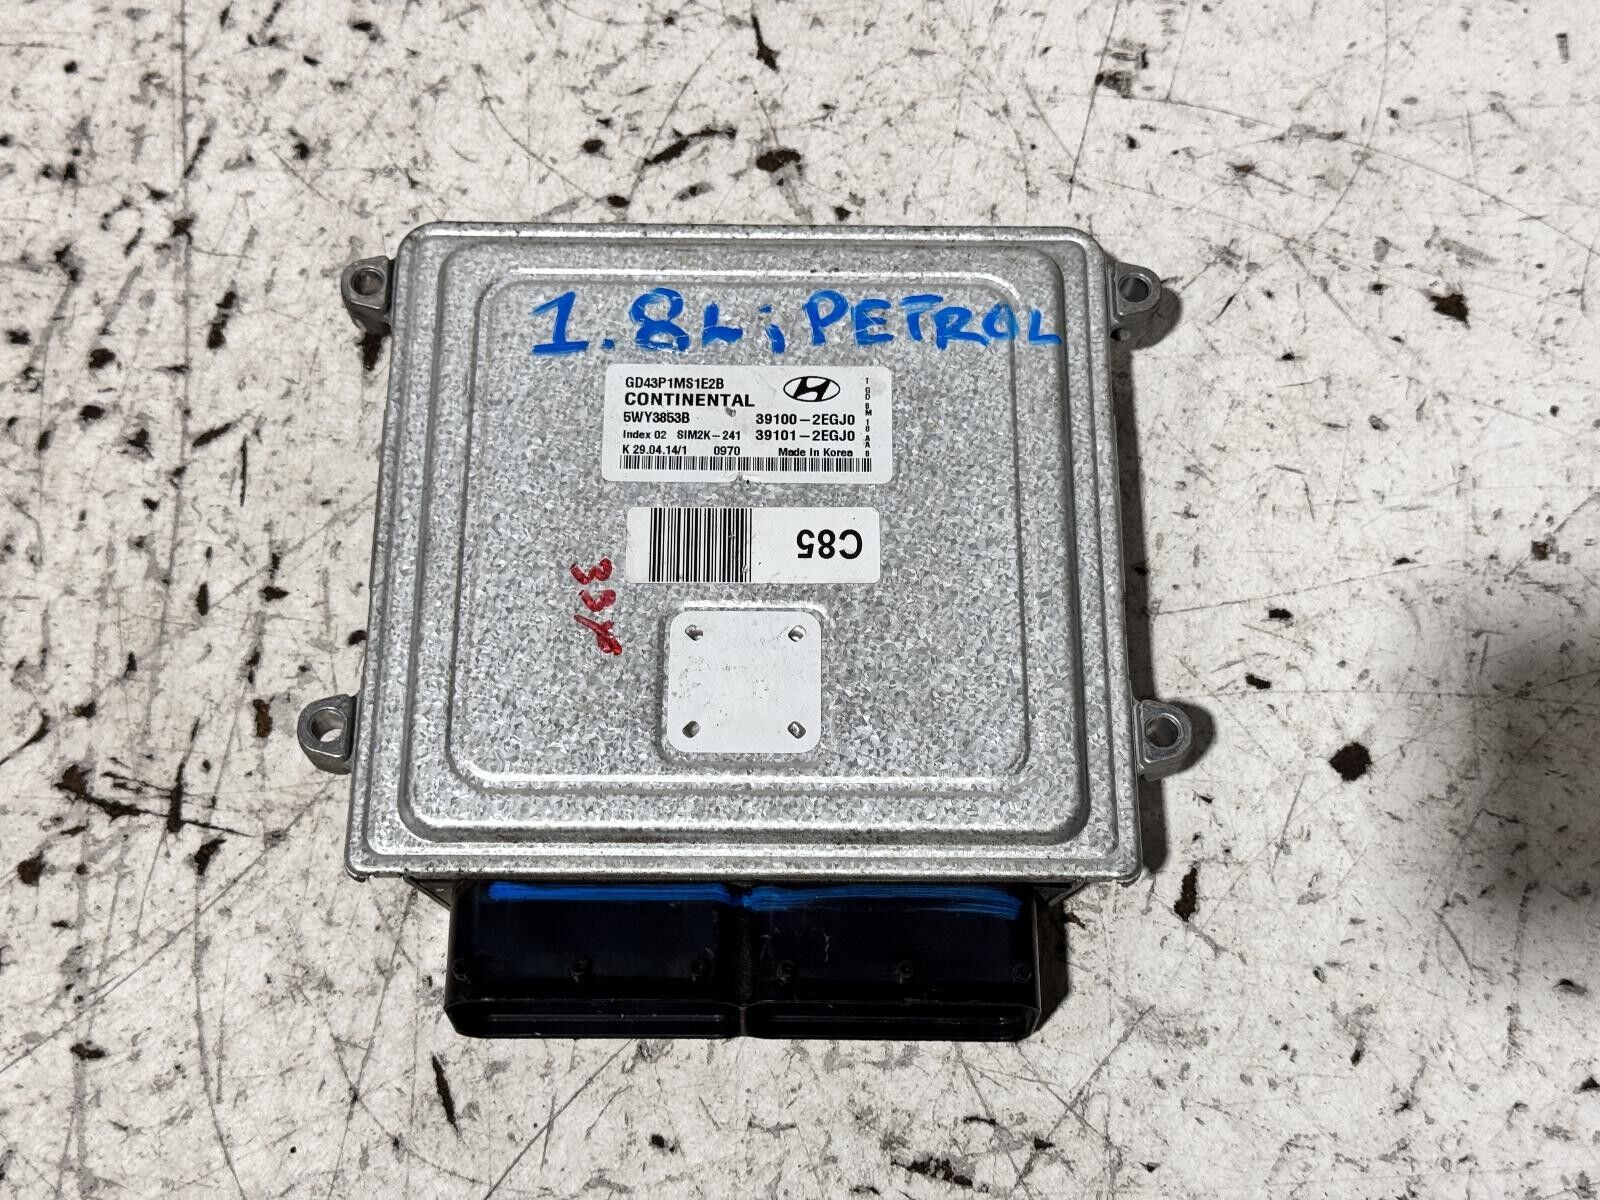 1.8L i PETROL
GD43P1MS1E2B
CONTINENTAL
5WY3853B 39100-2EGJ0
Index 02 SIM2K-241 39101-2EGJ0
K 29.04.14/1 0970 Made In Korea
C85